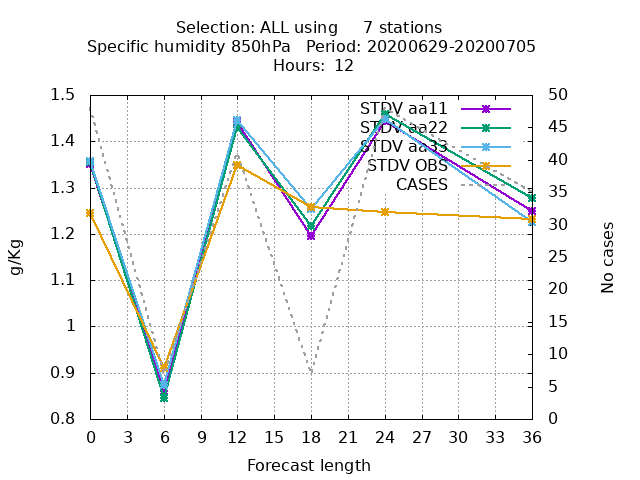 Selection: ALL using     7 stations
Specific humidity 850hPa   Period: 20200629-20200705
Hours:  12
1.5
1.4
1.3
1.2
1.1
1
0.9
0.8
g/Kg
STDV aa11
STDV aa22
STDV aa33
STDV OBS
CASES
50
45
40
35
30
25
20
15
10
5
0
No cases
0 3 6 9 12 15 18 21 24 27 30 33 36
Forecast length